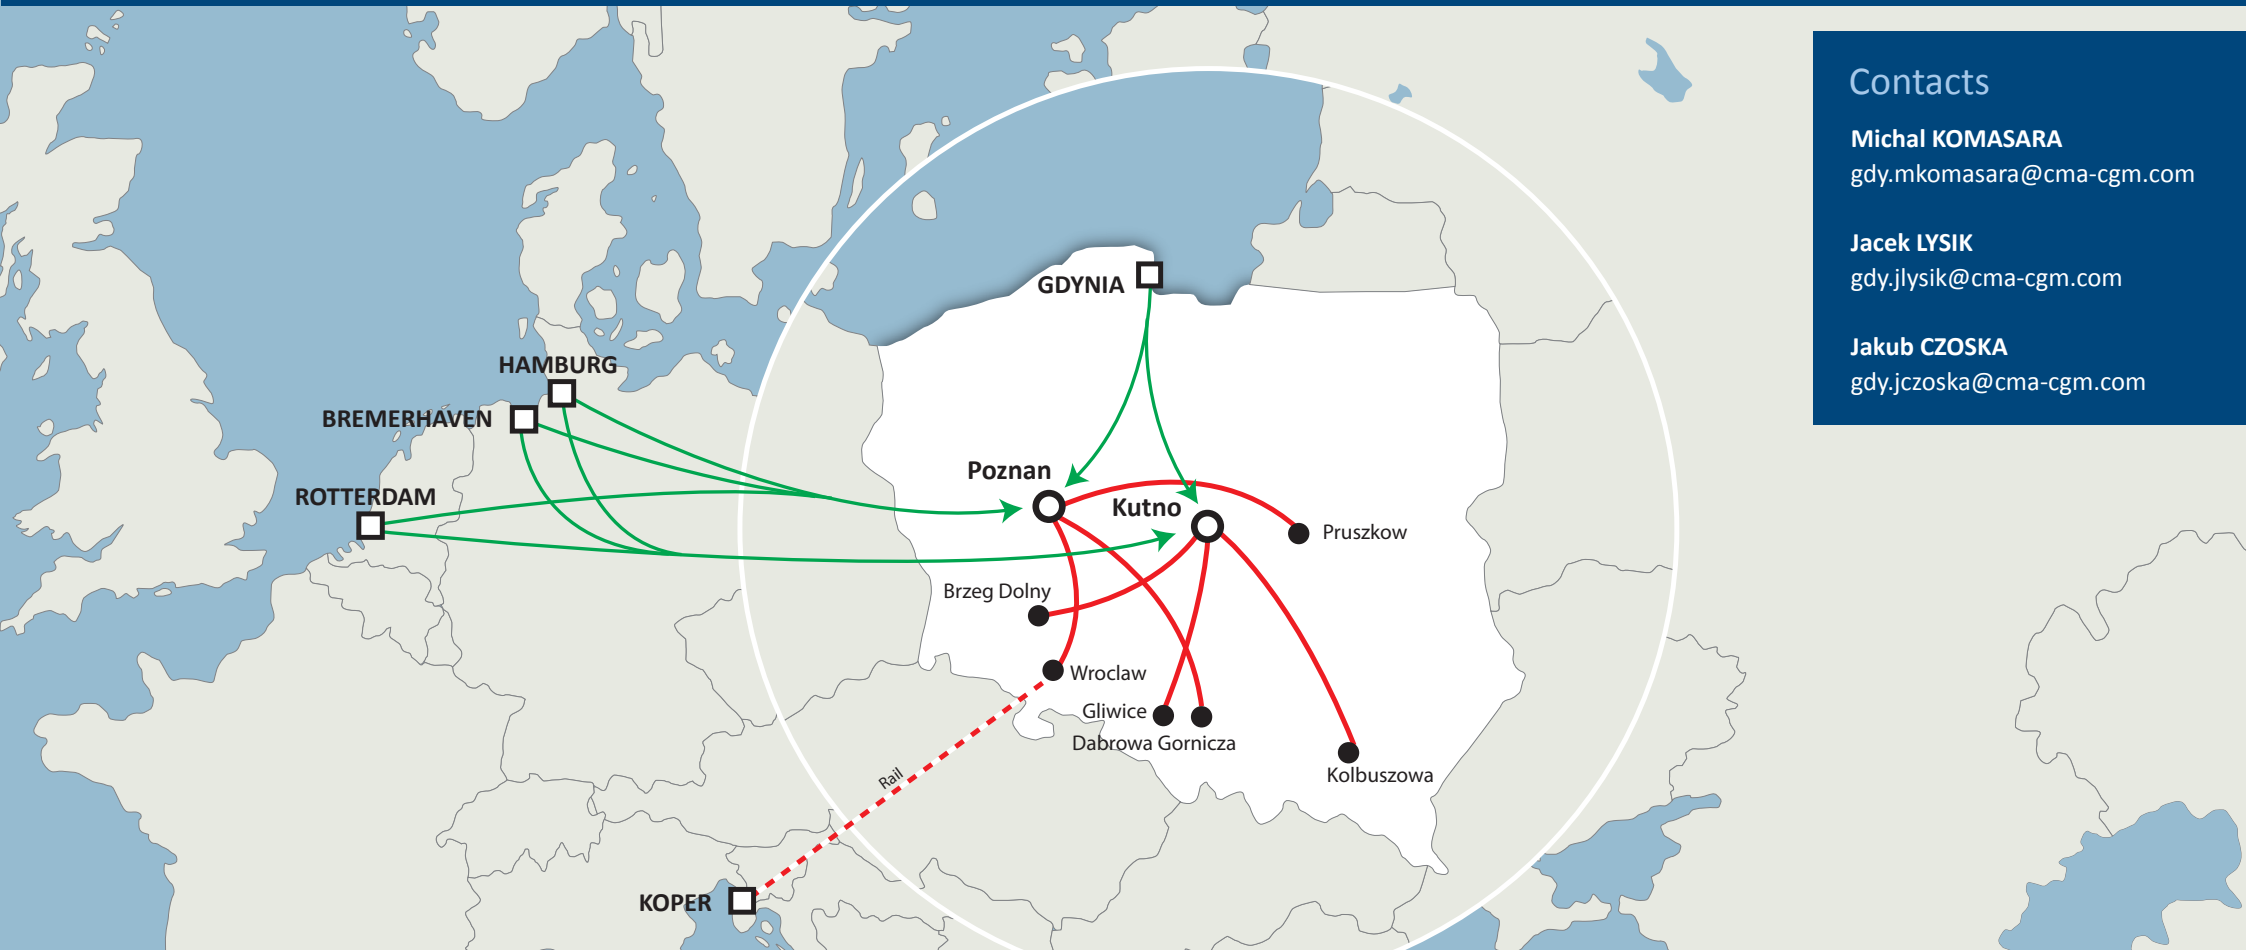 Contacts
Michal KOMASARA
gdy.mkomasara@cma-cgm.com
Jacek LYSIK
gdy.jlysik@cma-cgm.com
Jakub CZOSKA
gdy.jczoska@cma-cgm.com
GDYNIA
HAMBURG
BREMERHAVEN
ROTTERDAM
Poznan
Kutno
Pruszkow
Brzeg Dolny
Wroclaw
Gliwice
Dabrowa Gornicza
Kolbuszowa
Rail
KOPER